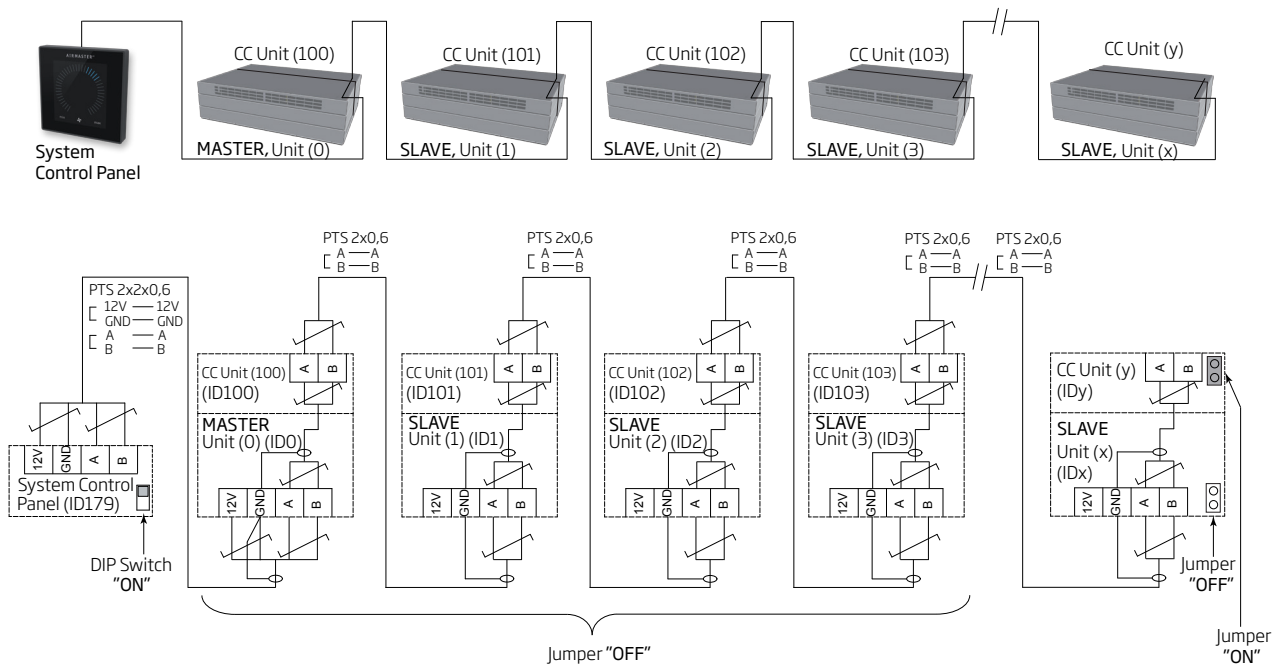 CC Unit (100)
CC Unit (101)
CC Unit (102)
CC Unit (103)
CC Unit (y)
AIRMASTER
System
Control Panel
MASTER, Unit (0)
SLAVE, Unit (1)
SLAVE, Unit (2)
SLAVE, Unit (3)
SLAVE, Unit (x)
PTS 2x2x0,6
12V 12V
GND GND
A A
B B
PTS 2x0,6
A A
B B
PTS 2x0,6
A A
B B
PTS 2x0,6
A A
B B
PTS 2x0,6
A A
B B
PTS 2x0,6
A A
B B
12V GND A B
System Control
Panel (ID179)
DIP Switch
"ON"
CC Unit (100)
(ID100)
A B
MASTER
Unit (0) (ID0)
12V GND A B
CC Unit (101)
(ID101)
A B
SLAVE
Unit (1) (ID1)
12V GND A B
CC Unit (102)
(ID102)
A B
SLAVE
Unit (2) (ID2)
12V GND A B
CC Unit (103)
(ID103)
A B
SLAVE
Unit (3) (ID3)
12V GND A B
CC Unit (y)
(IDy)
A B
SLAVE
Unit (x)
(IDx)
12V GND A B
Jumper "OFF"
Jumper
"OFF"
Jumper
"ON"